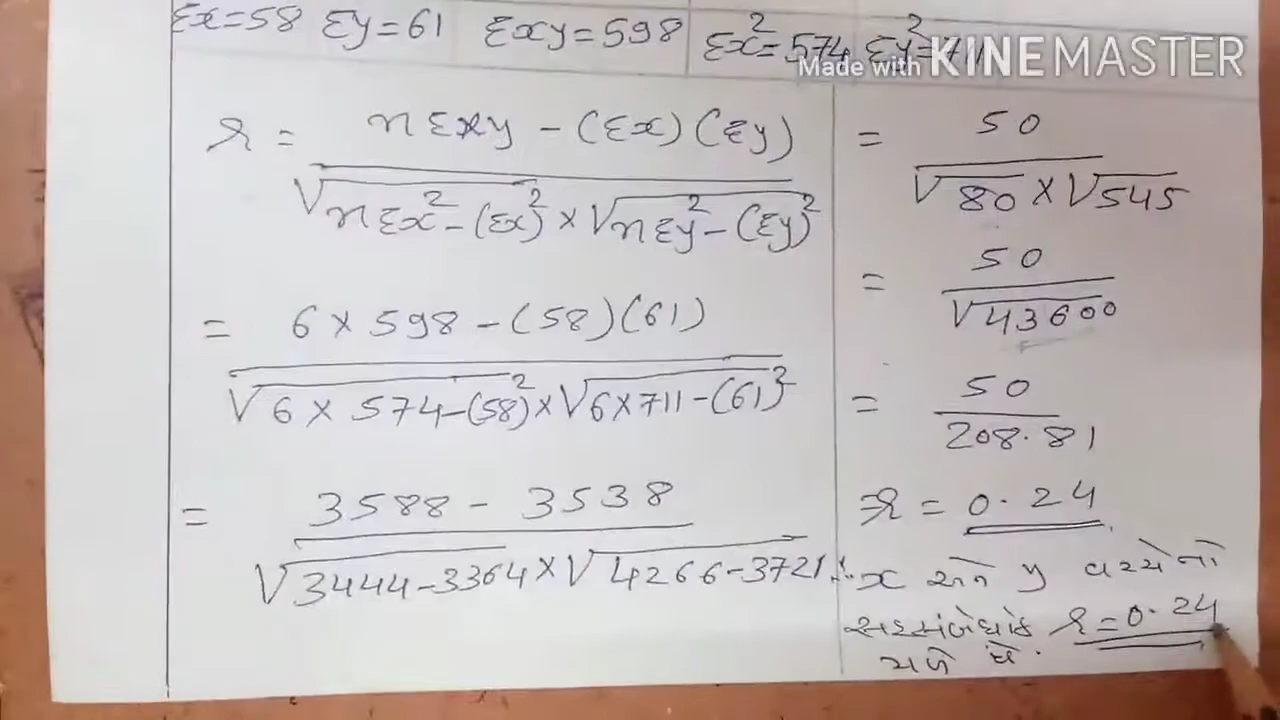 Σx=58 Σy=61 Σxy=598 Σx²=574 Σy²=711
Made with KINEMASTER
r = nΣxy - (Σx)(Σy) / √nΣx² - (Σx)² × √nΣy² - (Σy)²
= 6 × 598 - (58)(61) / √6 × 574 - (58)² × √6×711 - (61)²
= 3588 - 3538 / √3444-3364 × √4266-3721
= 50 / √80 × √545
= 50 / √43600
= 50 / 208.81
⇒ r = 0.24
∴ x અને y વચ્ચેનો
સહસંબંધાંક r = 0.24
મળે છે.